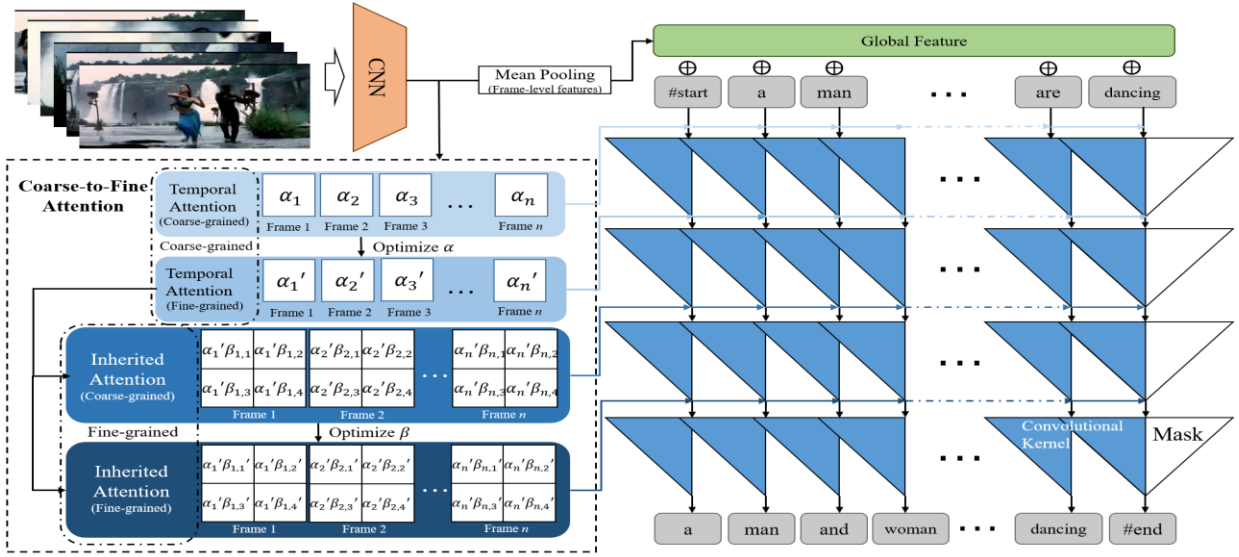 CNN
Mean Pooling
(Frame-level features)
Global Feature
⊕ ⊕ ⊕ ⊕ ⊕
#start a man ... are dancing
Coarse-to-Fine
Attention
Temporal
Attention
(Coarse-grained)
α₁ α₂ α₃ ... αₙ
Frame 1 Frame 2 Frame 3 Frame n
Coarse-grained
Optimize α
Temporal
Attention
(Fine-grained)
α₁′ α₂′ α₃′ ... αₙ′
Frame 1 Frame 2 Frame 3 Frame n
Inherited
Attention
(Coarse-grained)
α₁′β₁,₁ α₁′β₁,₂ α₂′β₂,₁ α₂′β₂,₂ αₙ′βₙ,₁ αₙ′βₙ,₂
...
α₁′β₁,₃ α₁′β₁,₄ α₂′β₂,₃ α₂′β₂,₄ αₙ′βₙ,₃ αₙ′βₙ,₄
Frame 1 Frame 2 Frame n
Fine-grained
Optimize β
Inherited
Attention
(Fine-grained)
α₁′β₁,₁′ α₁′β₁,₂′ α₂′β₂,₁′ α₂′β₂,₂′ αₙ′βₙ,₁′ αₙ′βₙ,₂′
...
α₁′β₁,₃′ α₁′β₁,₄′ α₂′β₂,₃′ α₂′β₂,₄′ αₙ′βₙ,₃′ αₙ′βₙ,₄′
Frame 1 Frame 2 Frame n
...
...
...
Convolutional
Kernel
Mask
...
a man and woman ... dancing #end